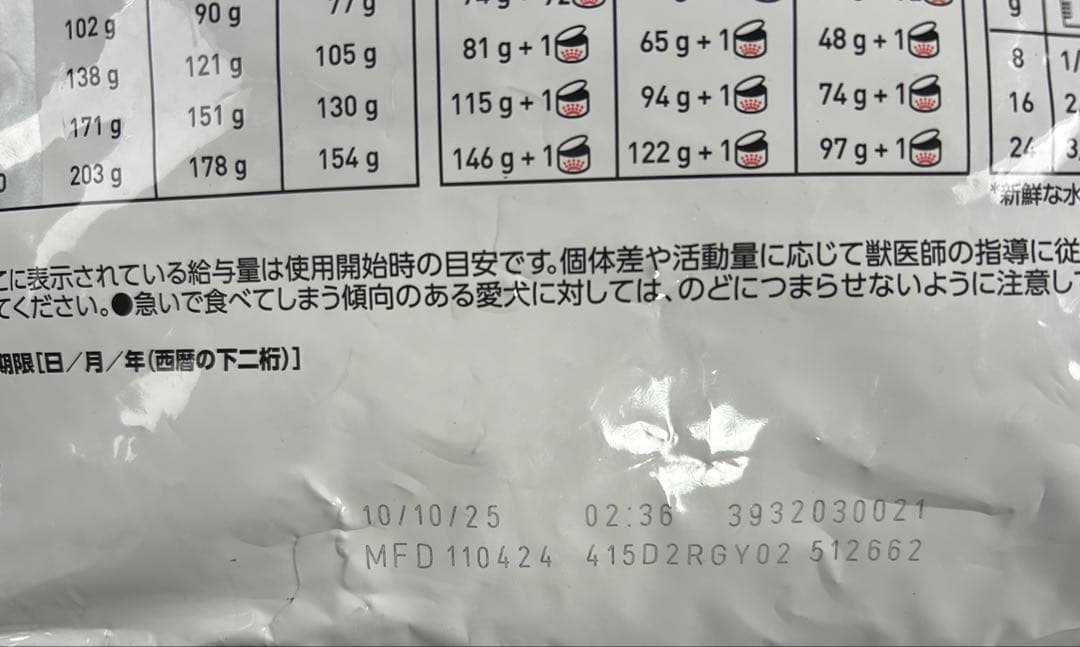 90 g
102 g 121 g 105 g 81 g + 1 65 g + 1 48 g + 1 g
138 g 151 g 130 g 115 g + 1 94 g + 1 74 g + 1 8
171 g 178 g 154 g 146 g + 1 122 g + 1 97 g + 1 16
203 g 24
*新鮮な水
に表示されている給与量は使用開始時の目安です。個体差や活動量に応じて獣医師の指導に従
てください。●急いで食べてしまう傾向のある愛犬に対しては、のどにつまらせないように注意し
期限[日/月/年(西暦の下二桁)]
10/10/25 02:36 3932030021
MFD 110424 415D2RGY02 512662